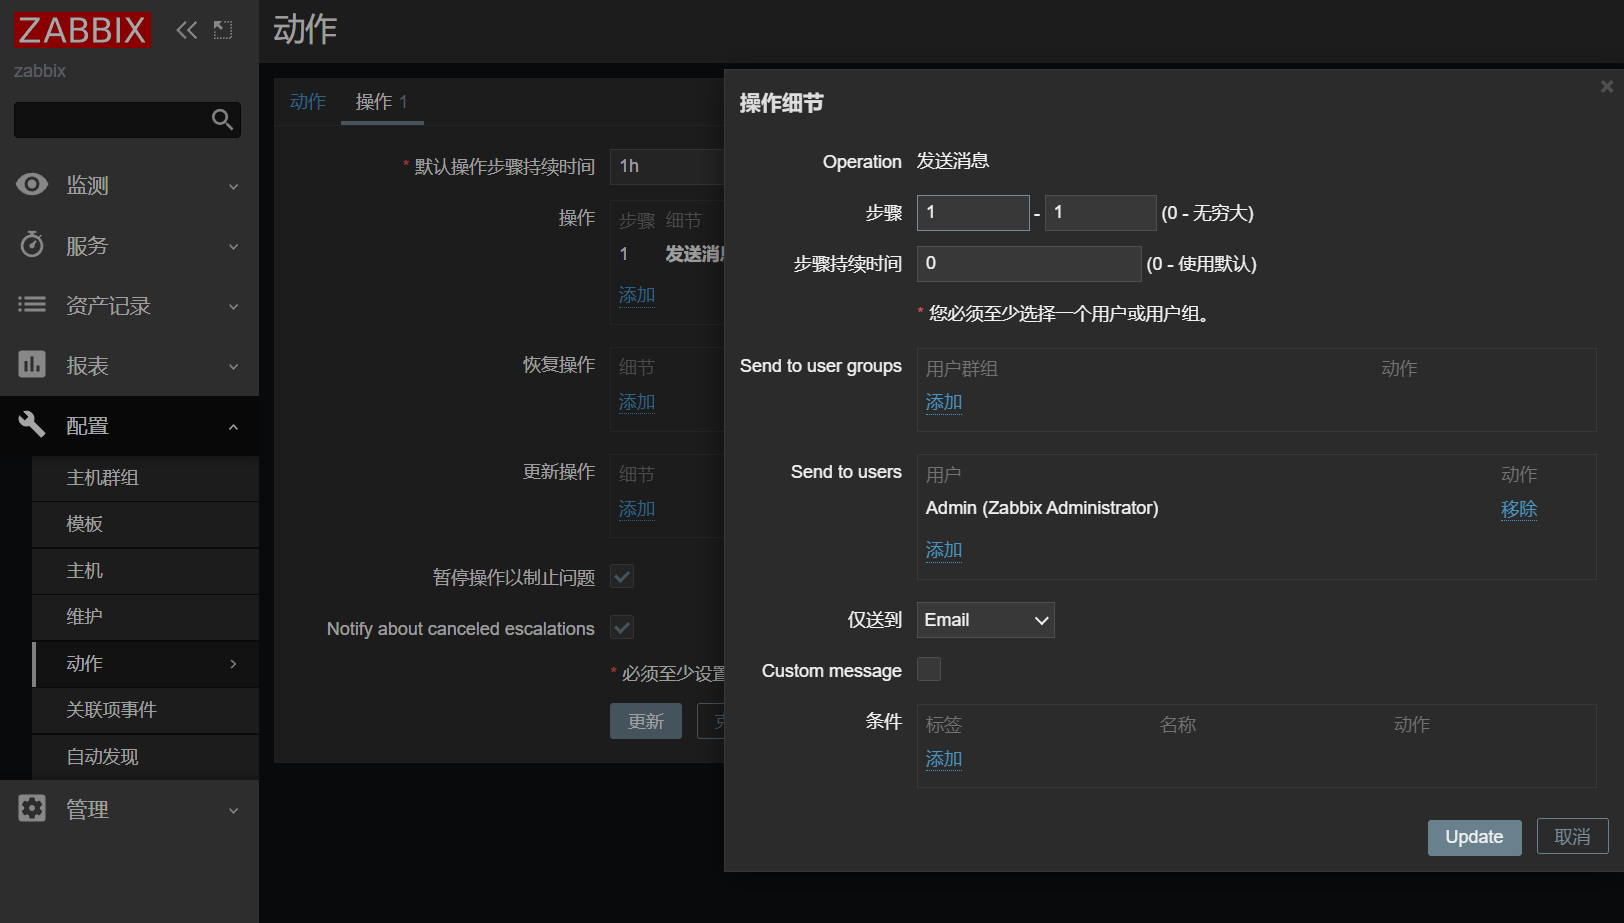 ZABBIX
zabbix
监测
服务
资产记录
报表
配置
主机群组
模板
主机
维护
动作
关联项事件
自动发现
管理
动作
动作 操作 1
* 默认操作步骤持续时间 1h
操作 步骤 细节
1 发送消
添加
恢复操作 细节
添加
更新操作 细节
添加
暂停操作以制止问题
Notify about canceled escalations
* 必须至少设置
更新
操作细节
Operation 发送消息
步骤 1 - 1 (0 - 无穷大)
步骤持续时间 0 (0 - 使用默认)
* 您必须至少选择一个用户或用户组。
Send to user groups 用户群组 动作
添加
Send to users 用户 动作
Admin (Zabbix Administrator) 移除
添加
仅送到 Email
Custom message
条件 标签 名称 动作
添加
Update 取消